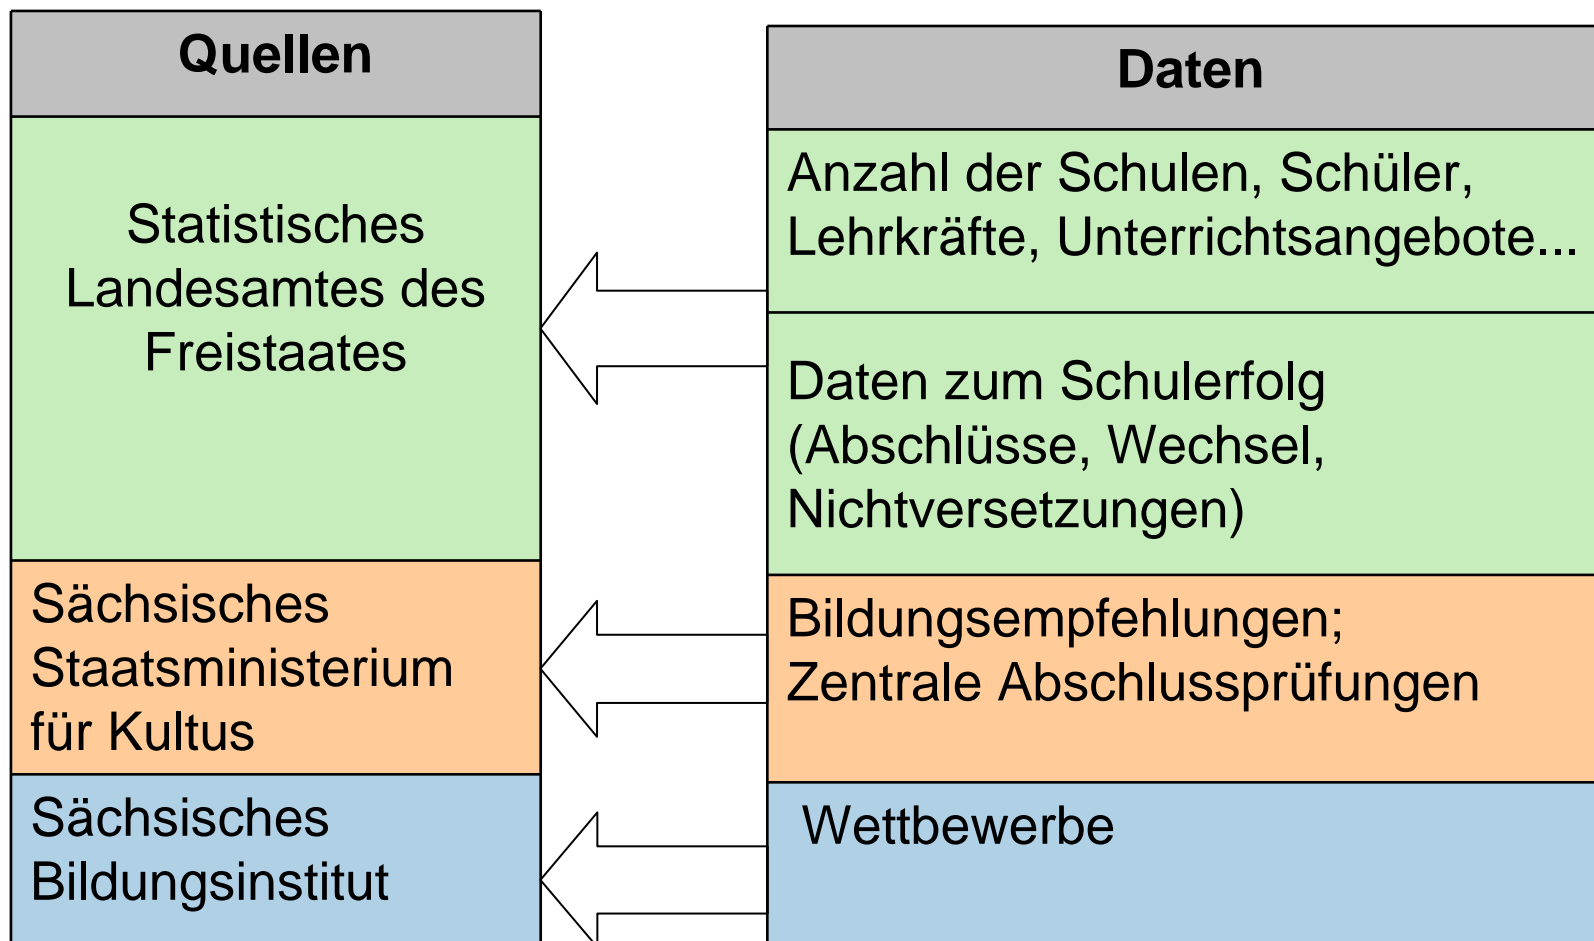 Quellen
Statistisches
Landesamtes des
Freistaates
Sächsisches
Staatsministerium
für Kultus
Sächsisches
Bildungsinstitut
Daten
Anzahl der Schulen, Schüler,
Lehrkräfte, Unterrichtsangebote...
Daten zum Schulerfolg
(Abschlüsse, Wechsel,
Nichtversetzungen)
Bildungsempfehlungen;
Zentrale Abschlussprüfungen
Wettbewerbe